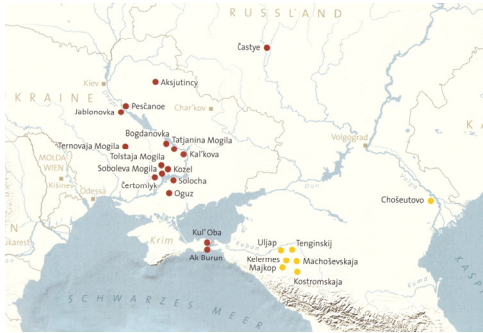 RUSSLAND
Častye
Kiev
Aksjutincy
UKRAINE
Pesčanoe
Jablonovka
Char'kov
Bogdanovka
Tatjanina Mogila
Volgograd
Ternovaja Mogila
Kal'kova
Tolstaja Mogila
MOLDA
WIEN
Soboleva Mogila
Kozel
Kišinev
Čertomlyk
Solocha
Don
Odessa
Oguz
Chošeutovo
Krim
Kul' Oba
Uljap
Tenginskij
Kuban
Ak Burun
Kelermes
Machoševskaja
Majkop
Kuma
Kostromskaja
SCHWARZES MEER
KASP